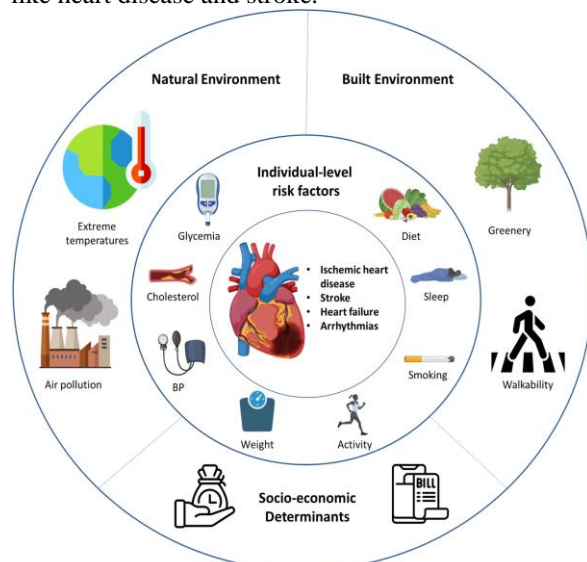 like heart disease and stroke.
Natural Environment
Built Environment
Individual-level
risk factors
Extreme
temperatures
Glycemia
Diet
Greenery
Cholesterol
• Ischemic heart
disease
• Stroke
• Heart failure
• Arrhythmias
Sleep
Air pollution
BP
Smoking
Walkability
Weight
Activity
Socio-economic
Determinants
BILL